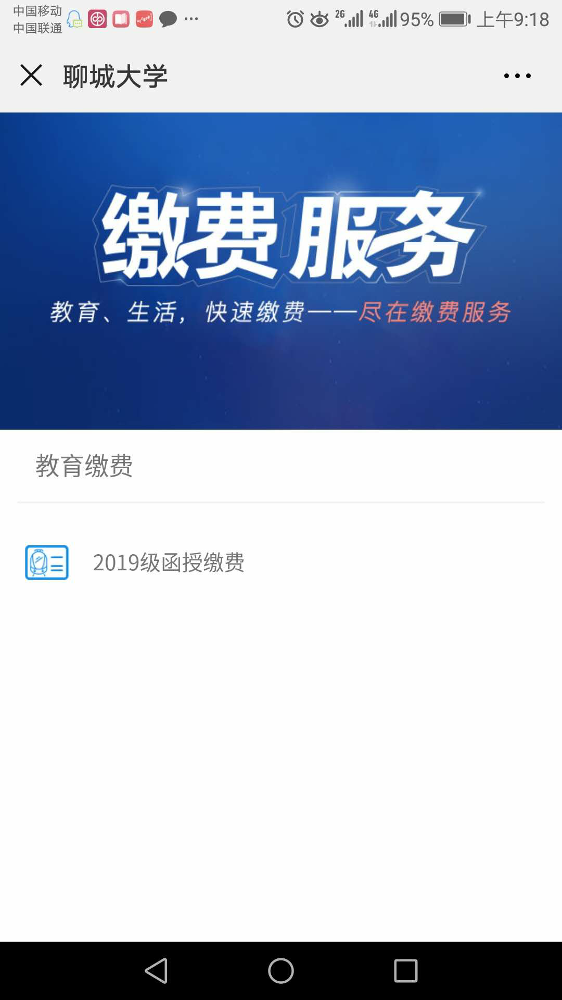 中国移动
中国联通
2G
4G
95%
上午9:18
聊城大学
缴费服务
教育、生活，快速缴费——尽在缴费服务
教育缴费
2019级函授缴费